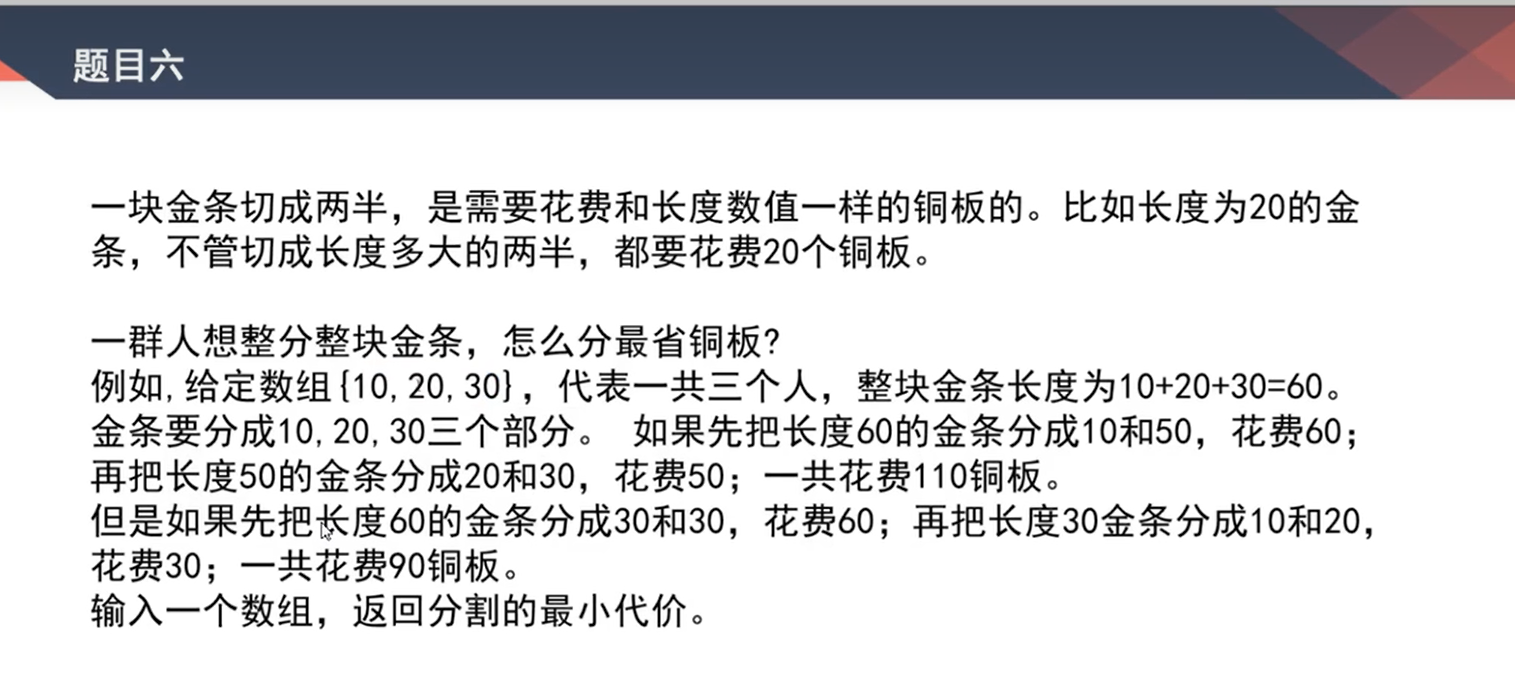 题目六
一块金条切成两半，是需要花费和长度数值一样的铜板的。比如长度为20的金
条，不管切成长度多大的两半，都要花费20个铜板。
一群人想整分整块金条，怎么分最省铜板?
例如,给定数组{10,20,30}，代表一共三个人，整块金条长度为10+20+30=60。
金条要分成10,20,30三个部分。 如果先把长度60的金条分成10和50，花费60;
再把长度50的金条分成20和30，花费50;一共花费110铜板。
但是如果先把长度60的金条分成30和30，花费60;再把长度30金条分成10和20，
花费30;一共花费90铜板。
输入一个数组，返回分割的最小代价。